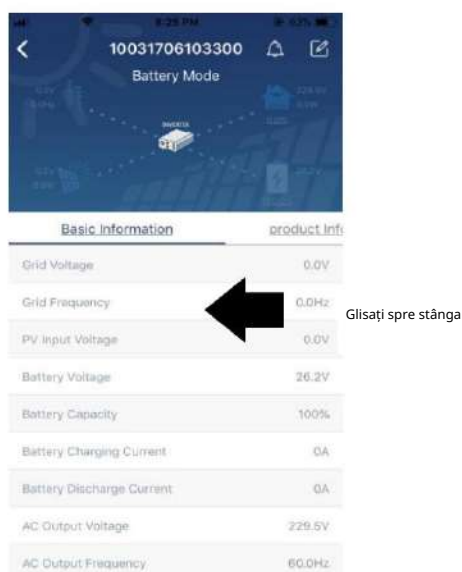 8:25 PM
62%
10031706103300
Battery Mode
INVERTER
Basic Information
product Inf
Grid Voltage 0.0V
Grid Frequency 0.0Hz
Glisați spre stânga
PV Input Voltage 0.0V
Battery Voltage 26.2V
Battery Capacity 100%
Battery Charging Current 0A
Battery Discharge Current 0A
AC Output Voltage 229.5V
AC Output Frequency 60.0Hz